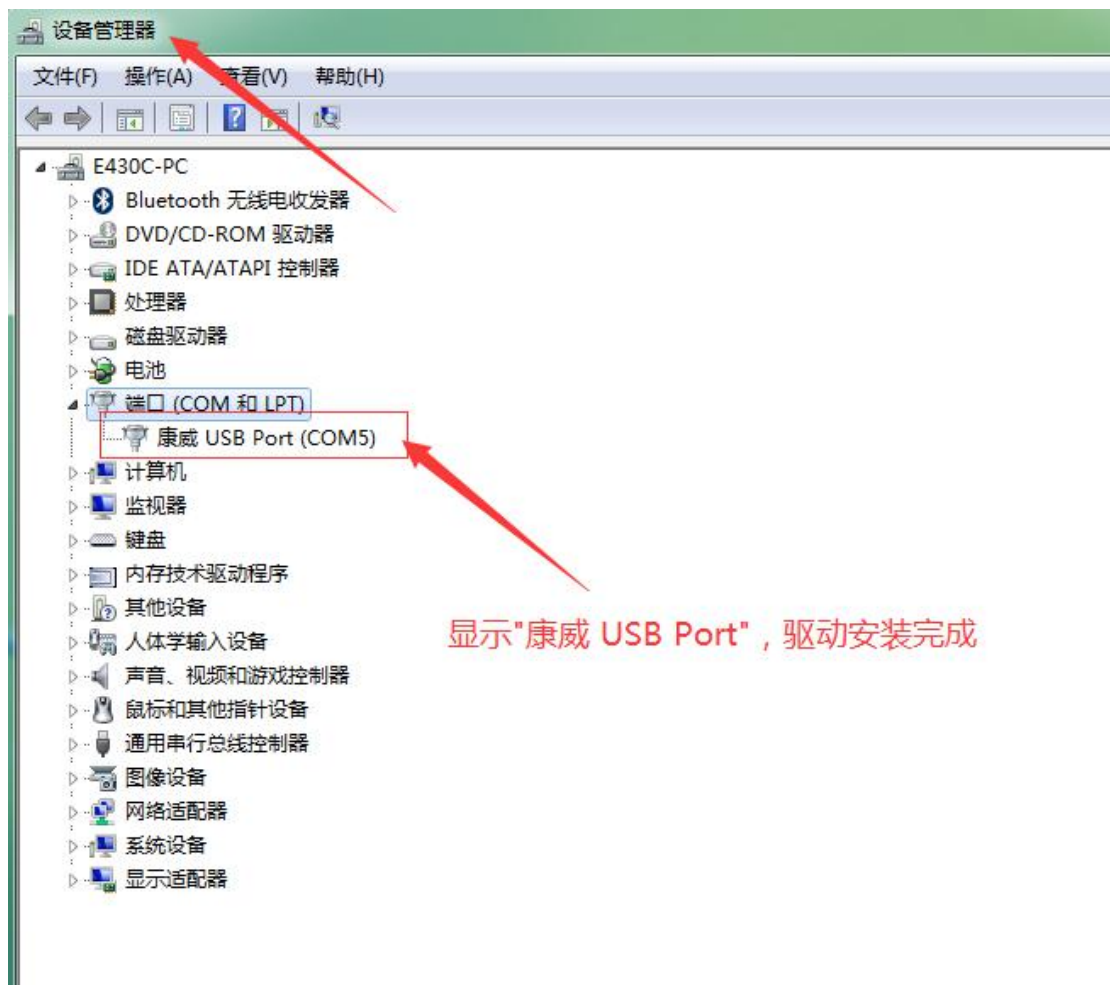 设备管理器
文件(F) 操作(A) 查看(V) 帮助(H)
E430C-PC
Bluetooth 无线电收发器
DVD/CD-ROM 驱动器
IDE ATA/ATAPI 控制器
处理器
磁盘驱动器
电池
端口 (COM 和 LPT)
康威 USB Port (COM5)
计算机
监视器
键盘
内存技术驱动程序
其他设备
人体学输入设备
显示"康威 USB Port"，驱动安装完成
声音、视频和游戏控制器
鼠标和其他指针设备
通用串行总线控制器
图像设备
网络适配器
系统设备
显示适配器